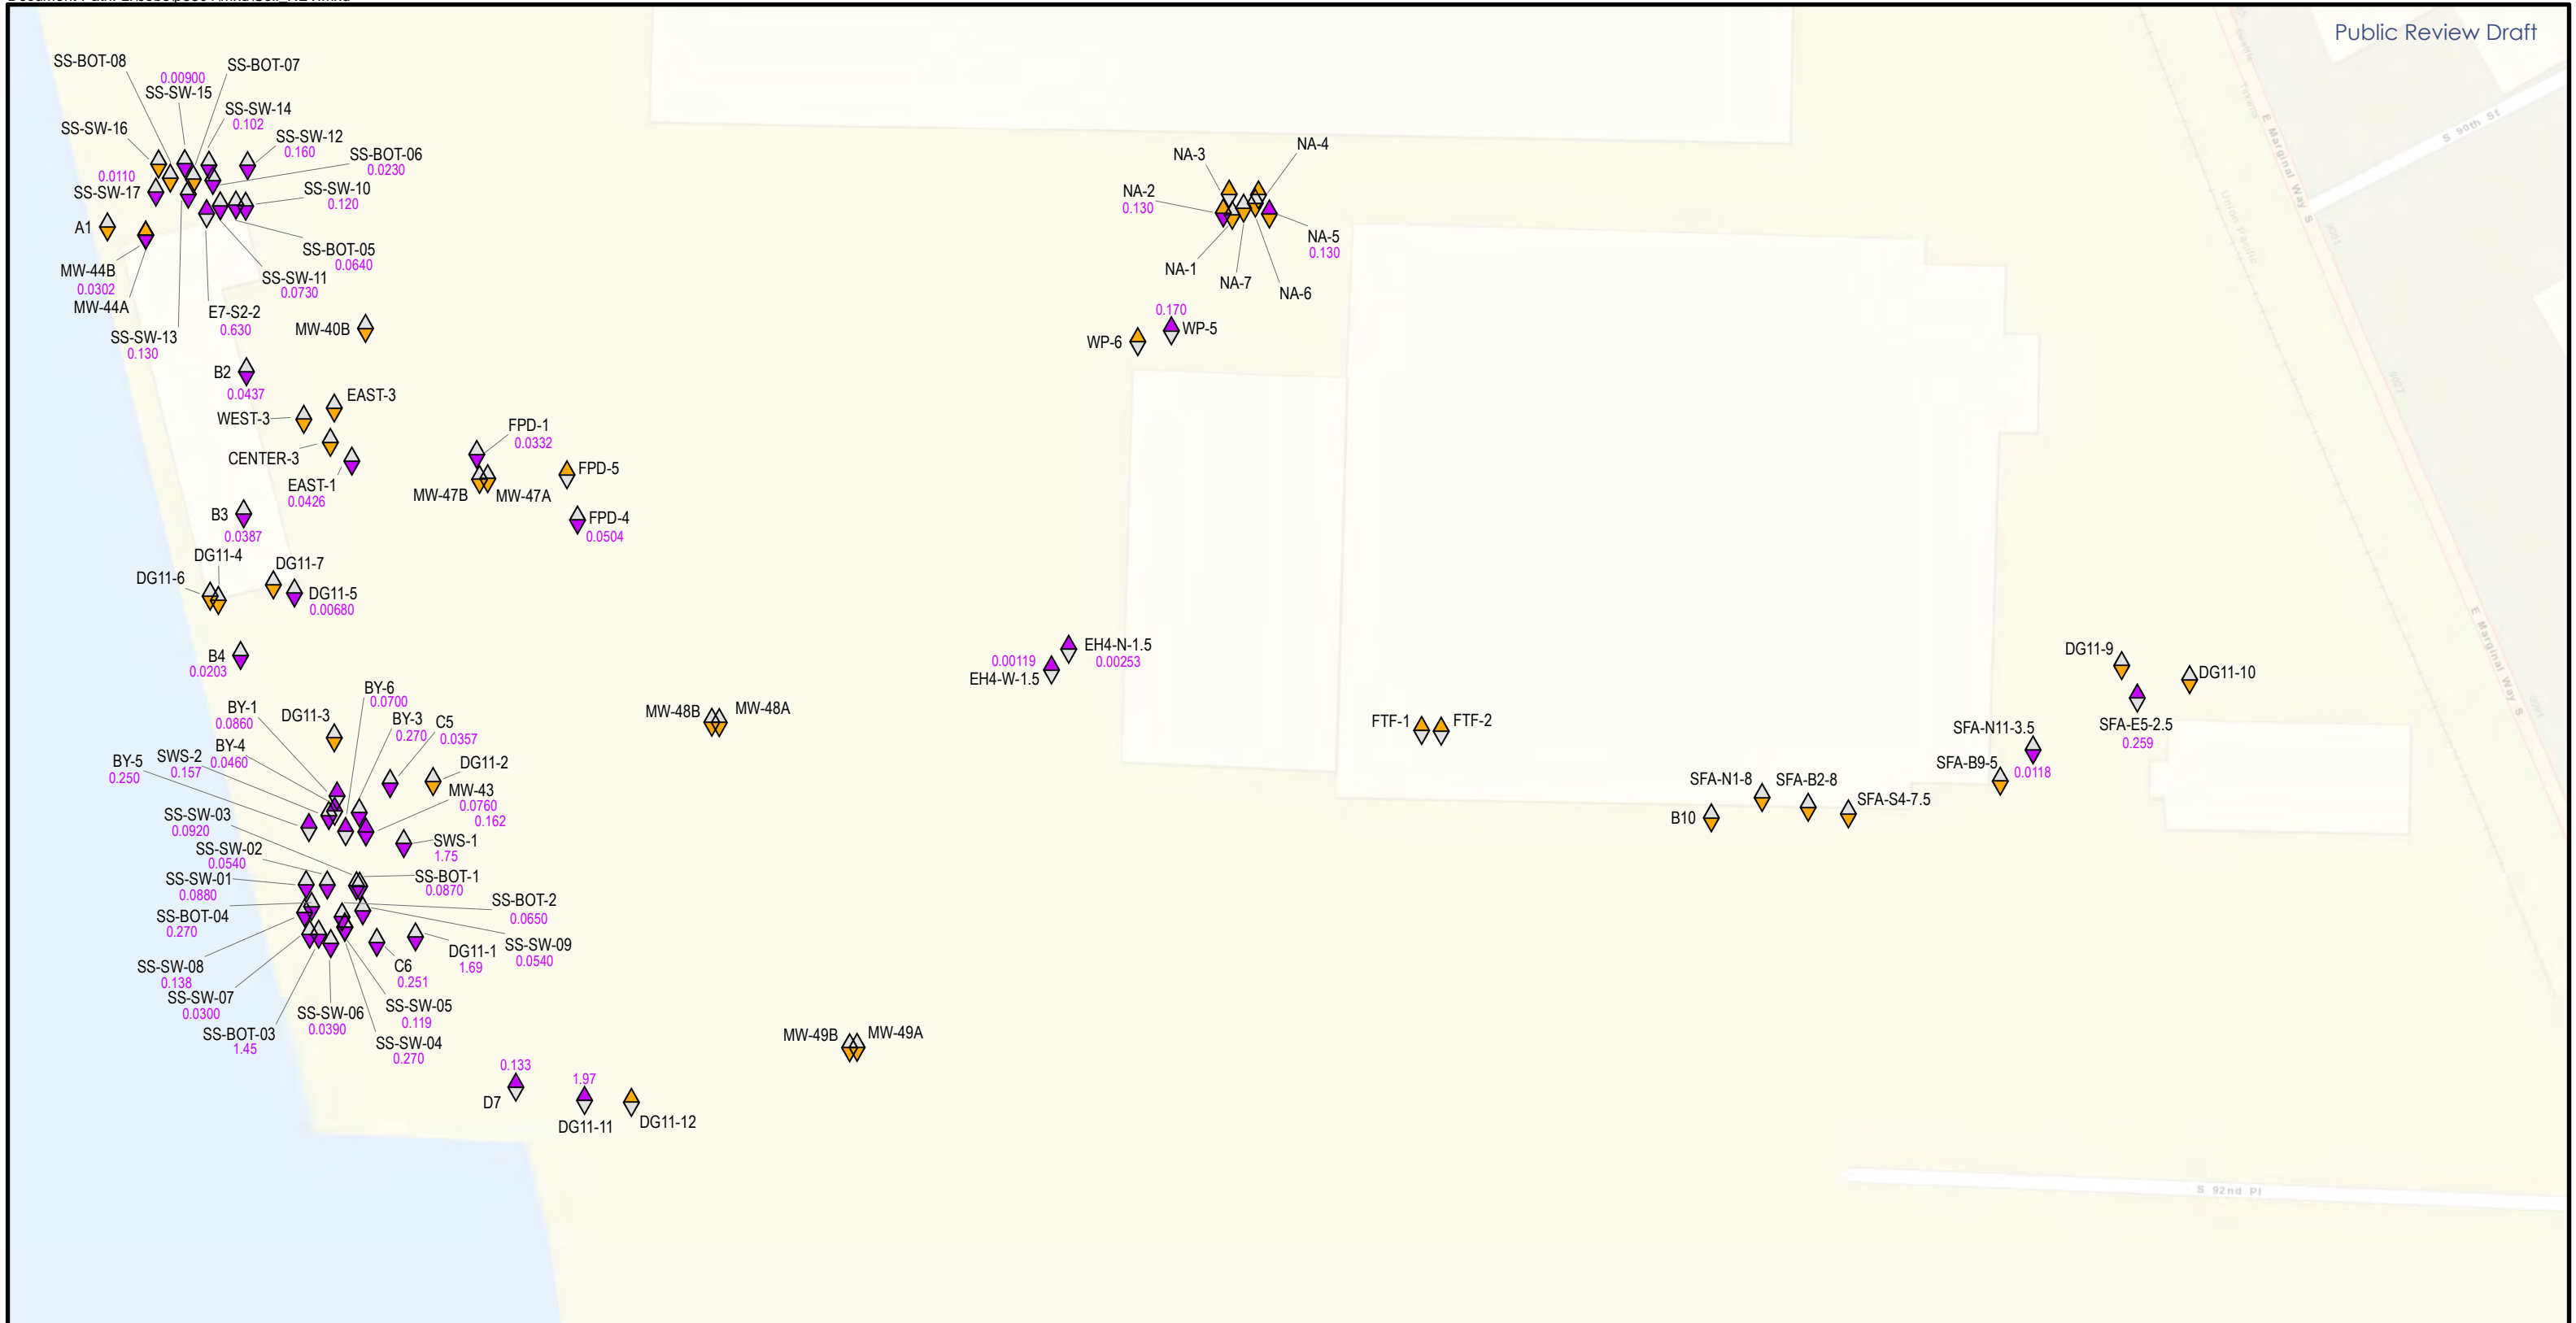 Public Review Draft
SS-BOT-08
SS-BOT-07
0.00900
SS-SW-15
SS-SW-14
0.102
SS-SW-16
SS-SW-12
0.160
SS-BOT-06
0.0230
0.0110
SS-SW-17
SS-SW-10
0.120
A1
SS-BOT-05
0.0640
MW-44B
0.0302
MW-44A
SS-SW-11
0.0730
E7-S2-2
0.630
SS-SW-13
0.130
MW-40B
B2
0.0437
EAST-3
WEST-3
CENTER-3
EAST-1
0.0426
FPD-1
0.0332
MW-47B
MW-47A
FPD-5
FPD-4
0.0504
B3
0.0387
DG11-4
DG11-7
DG11-6
DG11-5
0.00680
B4
0.0203
NA-3
NA-4
NA-2
0.130
NA-5
0.130
NA-1
NA-7
NA-6
0.170
WP-5
WP-6
EH4-N-1.5
0.00253
0.00119
EH4-W-1.5
BY-6
0.0700
BY-1
0.0860
DG11-3
BY-3
0.270
C5
0.0357
BY-4
0.0460
SWS-2
0.157
BY-5
0.250
DG11-2
MW-43
0.0760
0.162
SS-SW-03
0.0920
SWS-1
1.75
SS-SW-02
0.0540
SS-SW-01
0.0880
SS-BOT-1
0.0870
SS-BOT-2
0.0650
SS-BOT-04
0.270
SS-SW-09
0.0540
DG11-1
1.69
C6
0.251
SS-SW-08
0.138
SS-SW-07
0.0300
SS-SW-05
0.119
SS-SW-06
0.0390
SS-BOT-03
1.45
SS-SW-04
0.270
MW-48B
MW-48A
MW-49B
MW-49A
0.133
D7
1.97
DG11-11
DG11-12
FTF-1
FTF-2
B10
SFA-N1-8
SFA-B2-8
SFA-S4-7.5
SFA-B9-5
SFA-N11-3.5
0.0118
DG11-9
DG11-10
SFA-E5-2.5
0.259
E Marginal Way S
S 90th St
Union Pacific
E Marginal Way S
S 92nd Pl